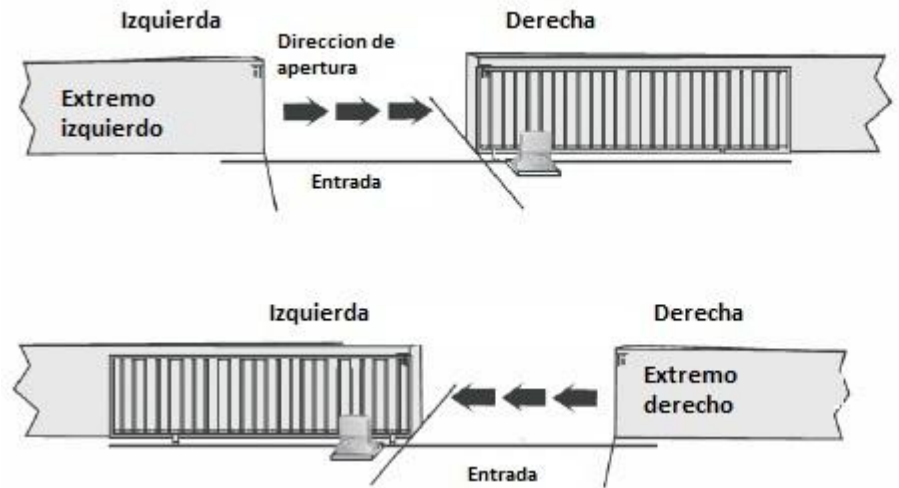 Izquierda
Derecha
Direccion de
apertura
Extremo
izquierdo
Entrada
Izquierda
Derecha
Extremo
derecho
Entrada